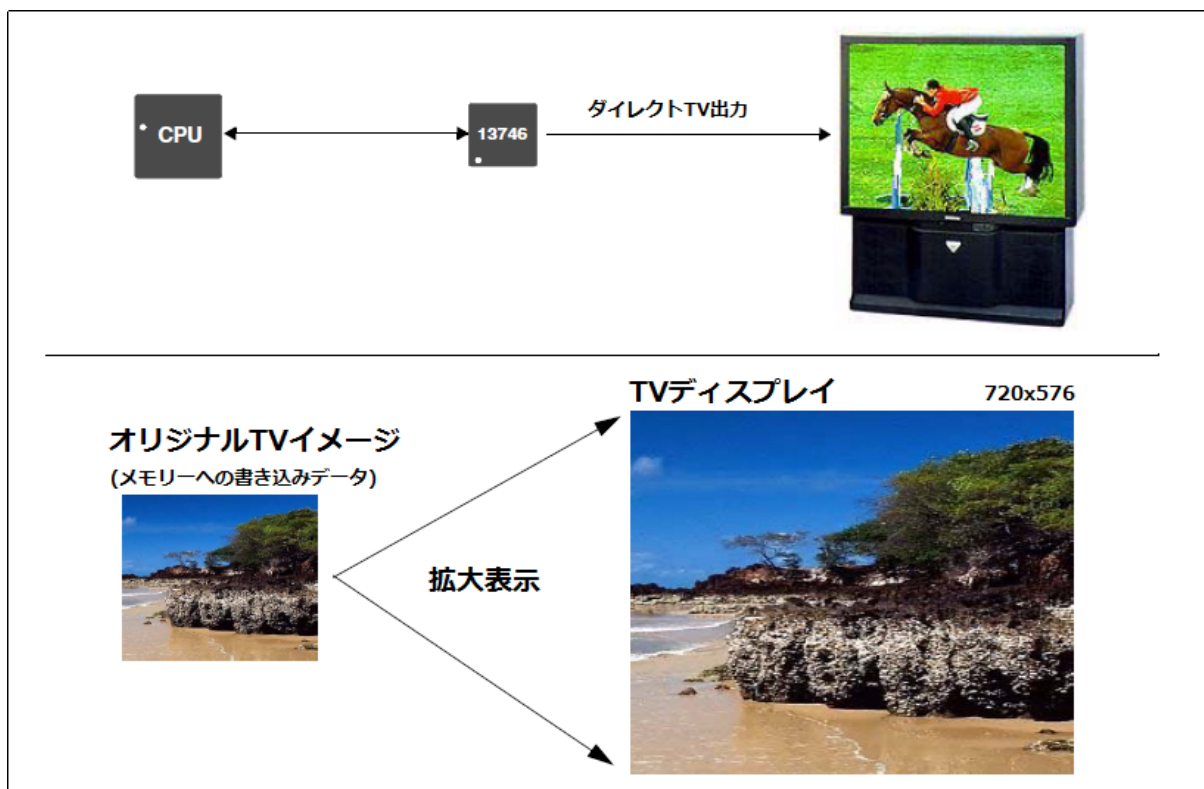 CPU
13746
ダイレクトTV出力
TVディスプレイ
720x576
オリジナルTVイメージ
(メモリーへの書き込みデータ)
拡大表示